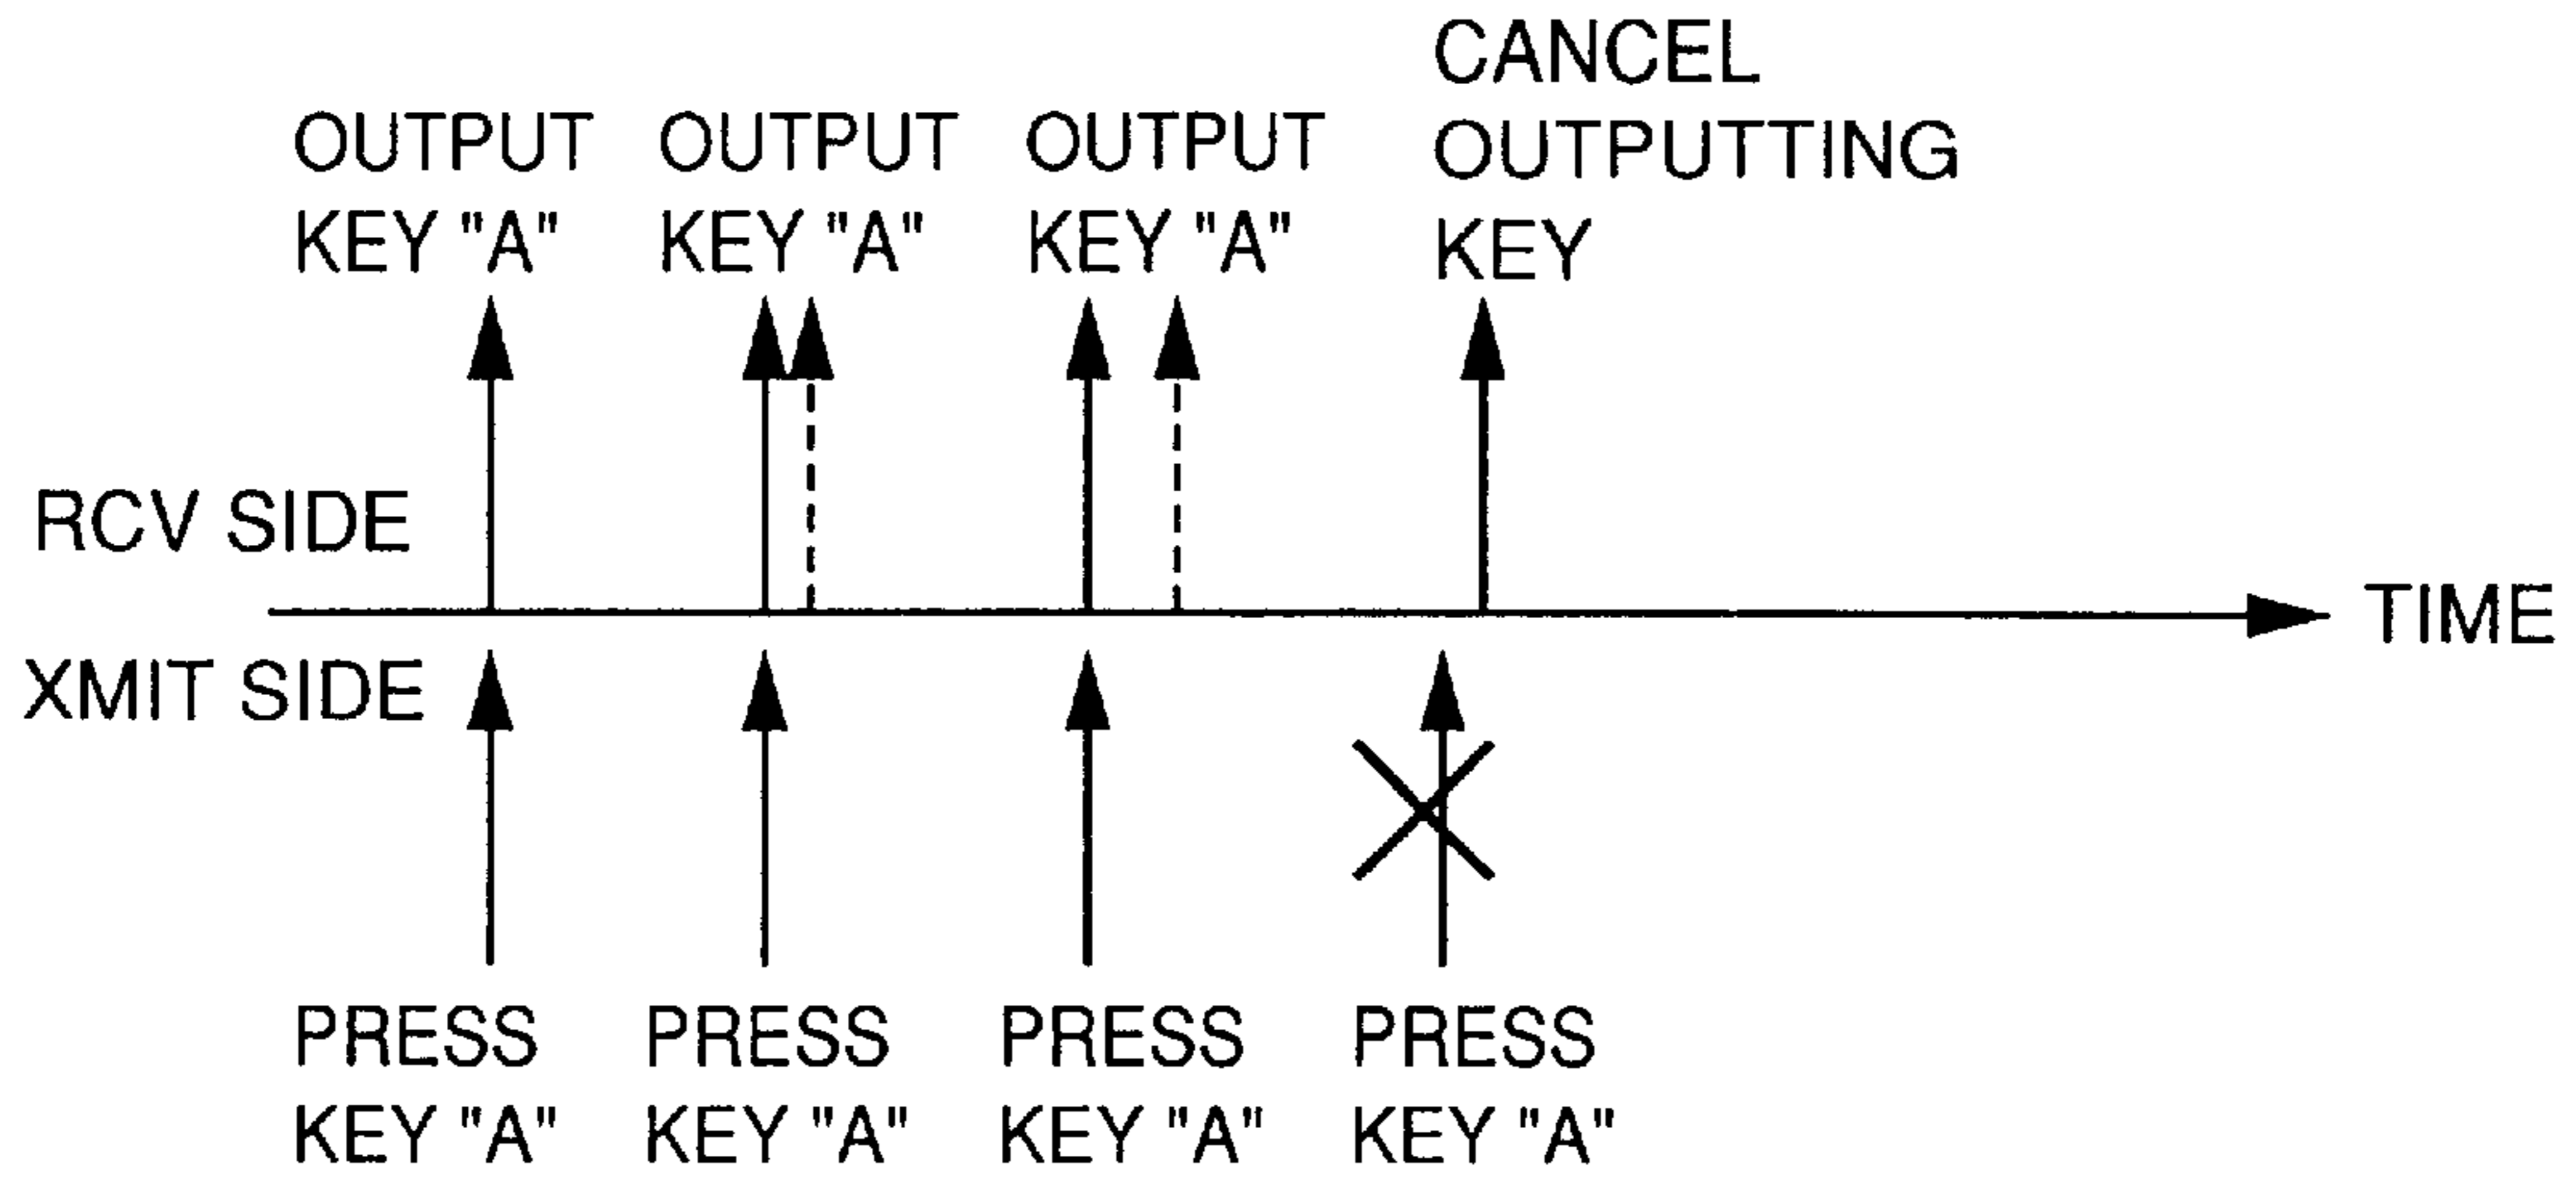 OUTPUT
KEY "A"
OUTPUT
KEY "A"
OUTPUT
KEY "A"
CANCEL
OUTPUTTING
KEY
RCV SIDE
TIME
XMIT SIDE
PRESS
KEY "A"
PRESS
KEY "A"
PRESS
KEY "A"
PRESS
KEY "A"